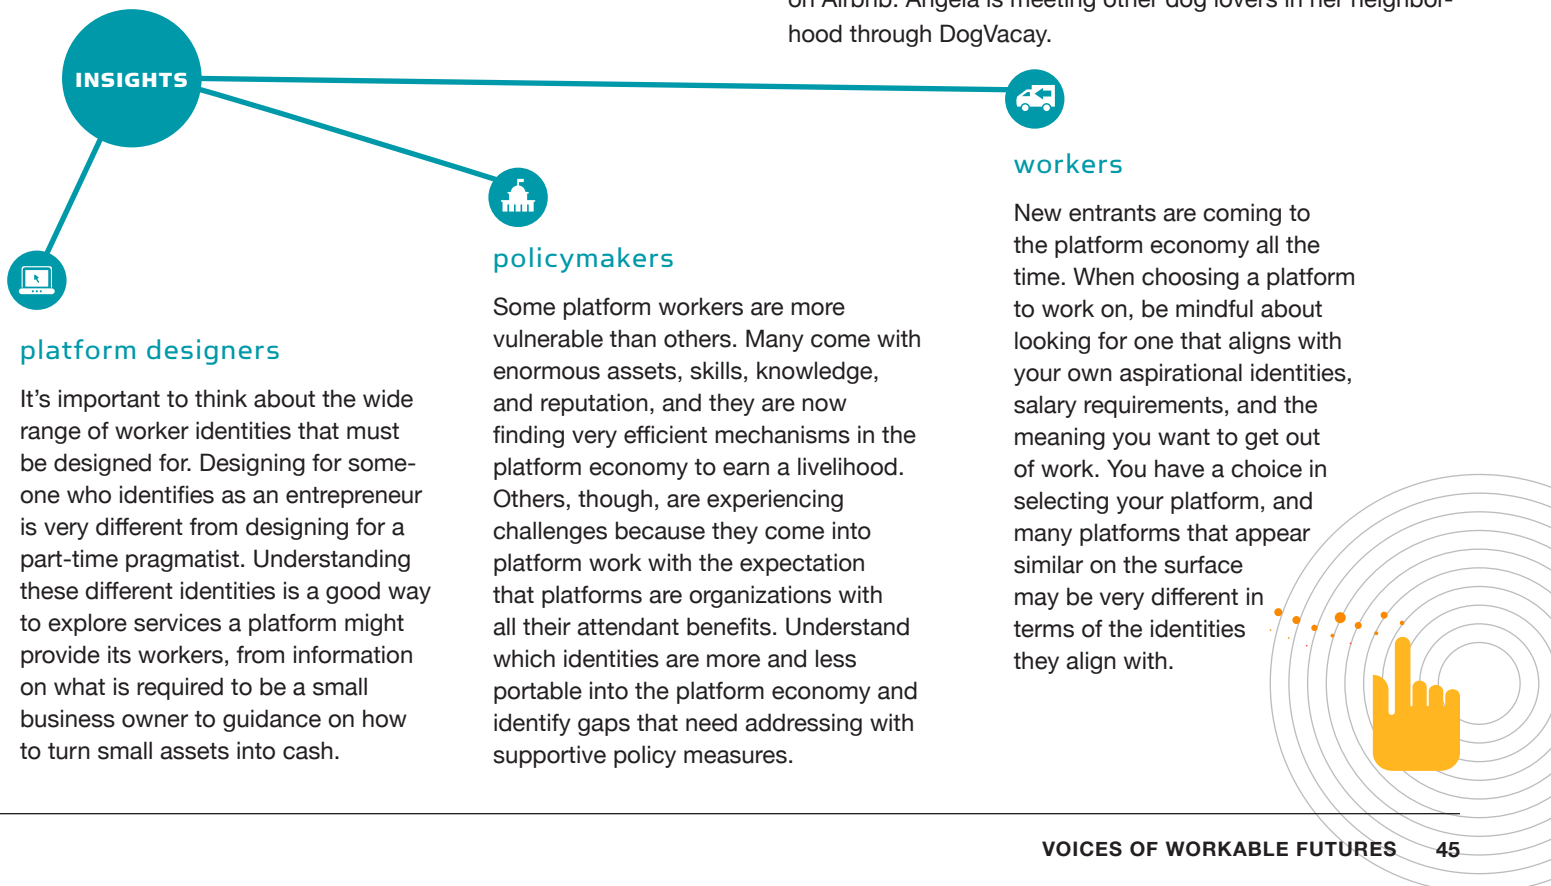 on Airbnb. Angela is meeting other dog lovers in her neighbor-
hood through DogVacay.
INSIGHTS
platform designers
It’s important to think about the wide
range of worker identities that must
be designed for. Designing for some-
one who identifies as an entrepreneur
is very different from designing for a
part-time pragmatist. Understanding
these different identities is a good way
to explore services a platform might
provide its workers, from information
on what is required to be a small
business owner to guidance on how
to turn small assets into cash.
policymakers
Some platform workers are more
vulnerable than others. Many come with
enormous assets, skills, knowledge,
and reputation, and they are now
finding very efficient mechanisms in the
platform economy to earn a livelihood.
Others, though, are experiencing
challenges because they come into
platform work with the expectation
that platforms are organizations with
all their attendant benefits. Understand
which identities are more and less
portable into the platform economy and
identify gaps that need addressing with
supportive policy measures.
workers
New entrants are coming to
the platform economy all the
time. When choosing a platform
to work on, be mindful about
looking for one that aligns with
your own aspirational identities,
salary requirements, and the
meaning you want to get out
of work. You have a choice in
selecting your platform, and
many platforms that appear
similar on the surface
may be very different in
terms of the identities
they align with.
VOICES OF WORKABLE FUTURES 45